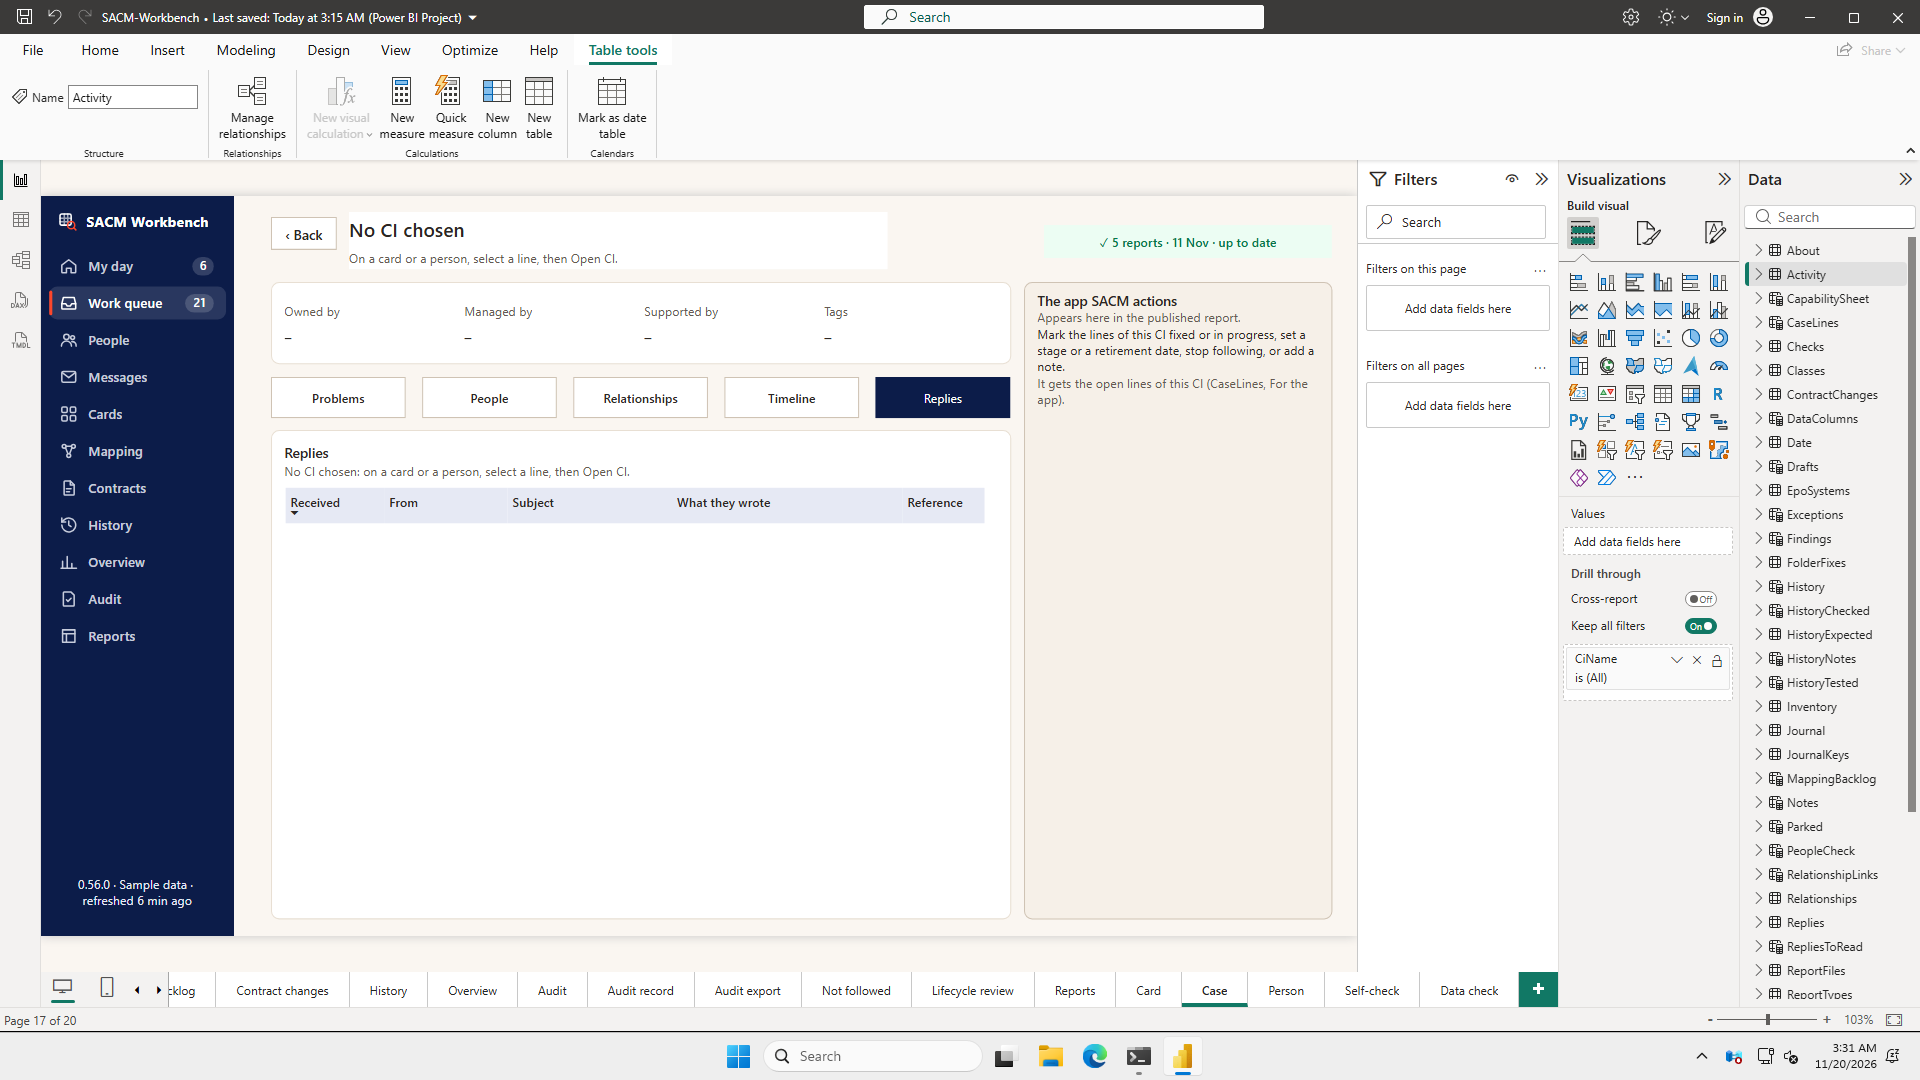 SACM-Workbench • Last saved: Today at 3:15 AM (Power BI Project)
Search
Sign in
File
Home
Insert
Modeling
Design
View
Optimize
Help
Table tools
Share
Name
Activity
Structure
Manage relationships
Relationships
New visual calculation
New measure
Quick measure
New column
New table
Calculations
Mark as date table
Calendars
SACM Workbench
My day 6
Work queue 21
People
Messages
Cards
Mapping
Contracts
History
Overview
Audit
Reports
0.56.0 · Sample data ·
refreshed 6 min ago
‹ Back
No CI chosen
On a card or a person, select a line, then Open CI.
✓ 5 reports · 11 Nov · up to date
Owned by
Managed by
Supported by
Tags
–
–
–
–
Problems
People
Relationships
Timeline
Replies
Replies
No CI chosen: on a card or a person, select a line, then Open CI.
Received
From
Subject
What they wrote
Reference
The app SACM actions
Appears here in the published report.
Mark the lines of this CI fixed or in progress, set a
stage or a retirement date, stop following, or add a
note.
It gets the open lines of this CI (CaseLines, For the
app).
Filters
Search
Filters on this page
Add data fields here
Filters on all pages
Add data fields here
Visualizations
Build visual
R
Py
Values
Add data fields here
Drill through
Cross-report
Off
Keep all filters
On
CiName
is (All)
Data
Search
About
Activity
CapabilitySheet
CaseLines
Checks
Classes
ContractChanges
DataColumns
Date
Drafts
EpoSystems
Exceptions
Findings
FolderFixes
History
HistoryChecked
HistoryExpected
HistoryNotes
HistoryTested
Inventory
Journal
JournalKeys
MappingBacklog
Notes
Parked
PeopleCheck
RelationshipLinks
Relationships
Replies
RepliesToRead
ReportFiles
ReportTypes
DAX
TMDL
cklog
Contract changes
History
Overview
Audit
Audit record
Audit export
Not followed
Lifecycle review
Reports
Card
Case
Person
Self-check
Data check
+
Page 17 of 20
- + 103%
Search
3:31 AM
11/20/2026